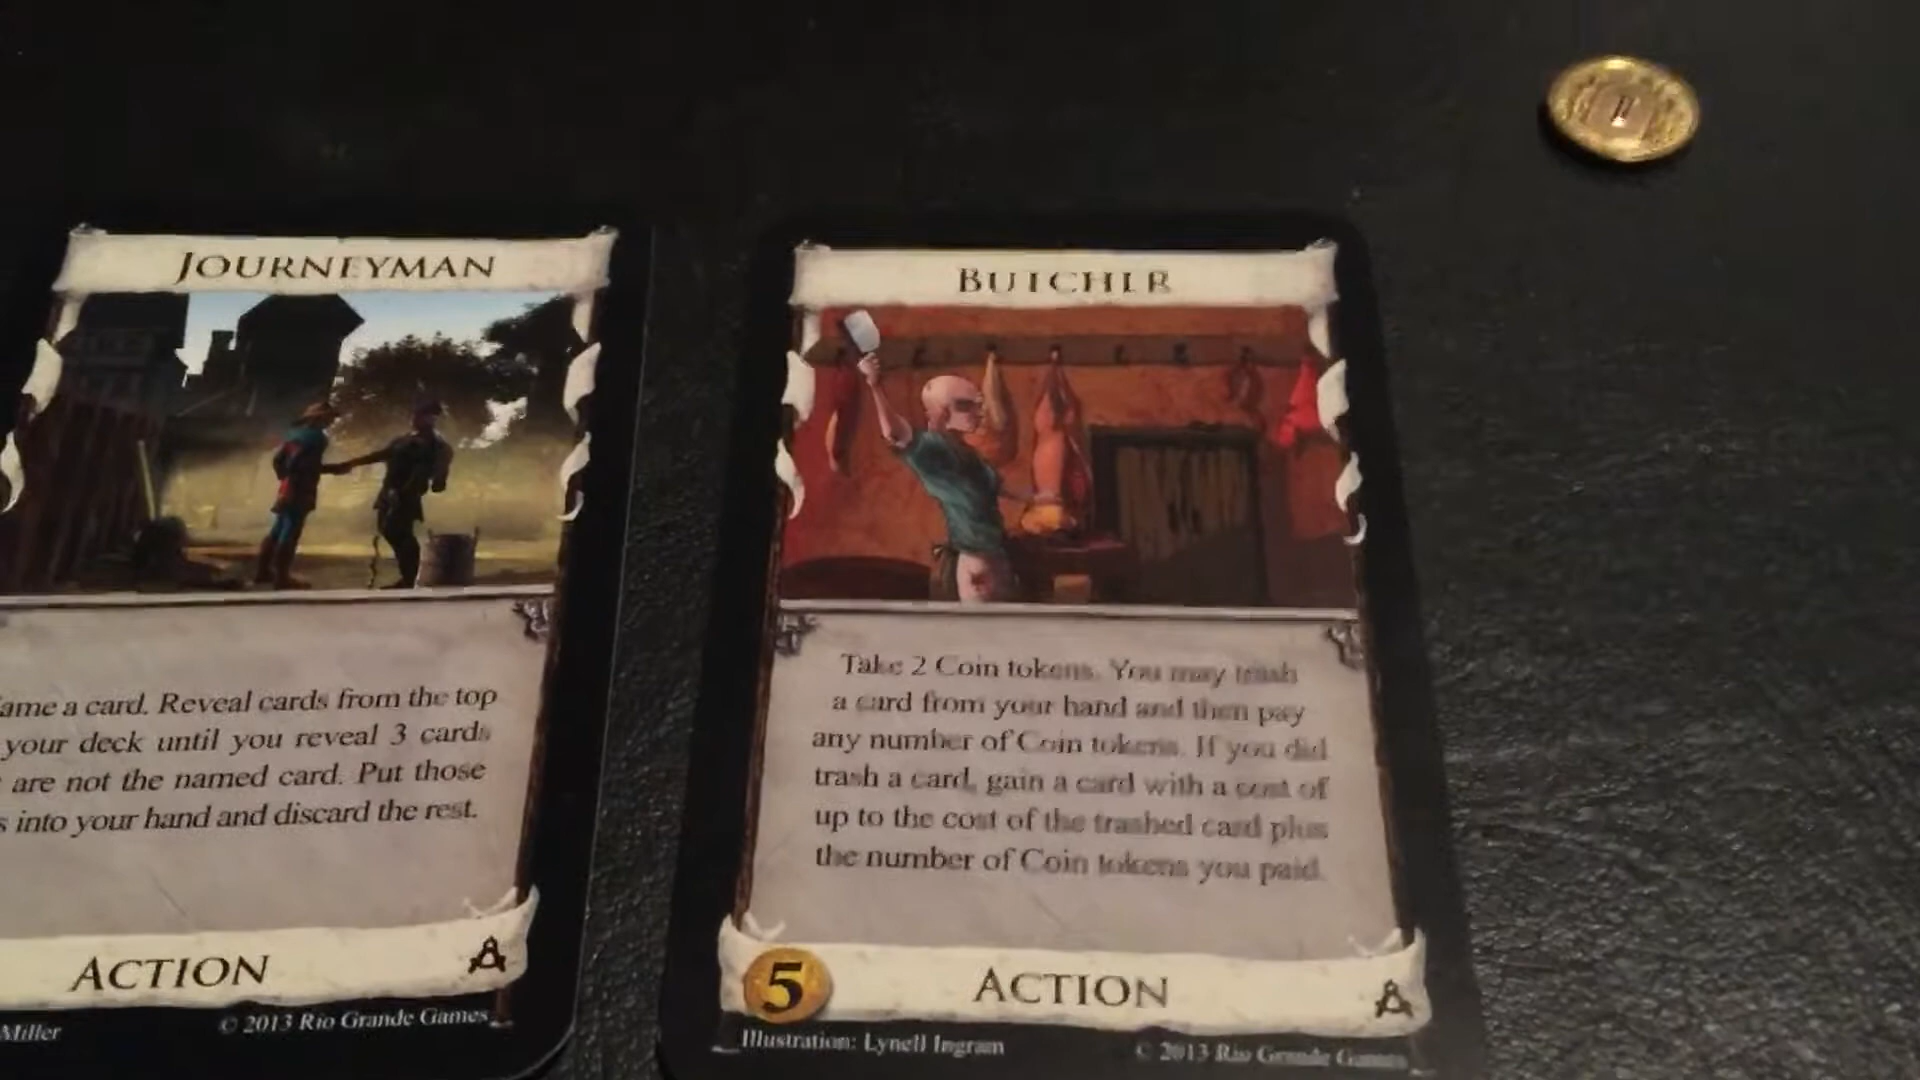 JOURNEYMAN
ame a card. Reveal cards from the top
your deck until you reveal 3 cards
are not the named card. Put those
s into your hand and discard the rest.
ACTION
Miller
© 2013 Rio Grande Games
BUTCHER
Take 2 Coin tokens. You may trash
a card from your hand and then pay
any number of Coin tokens. If you did
trash a card, gain a card with a cost of
up to the cost of the trashed card plus
the number of Coin tokens you paid.
5
ACTION
Illustration: Lynell Ingram
© 2013 Rio Grande Games